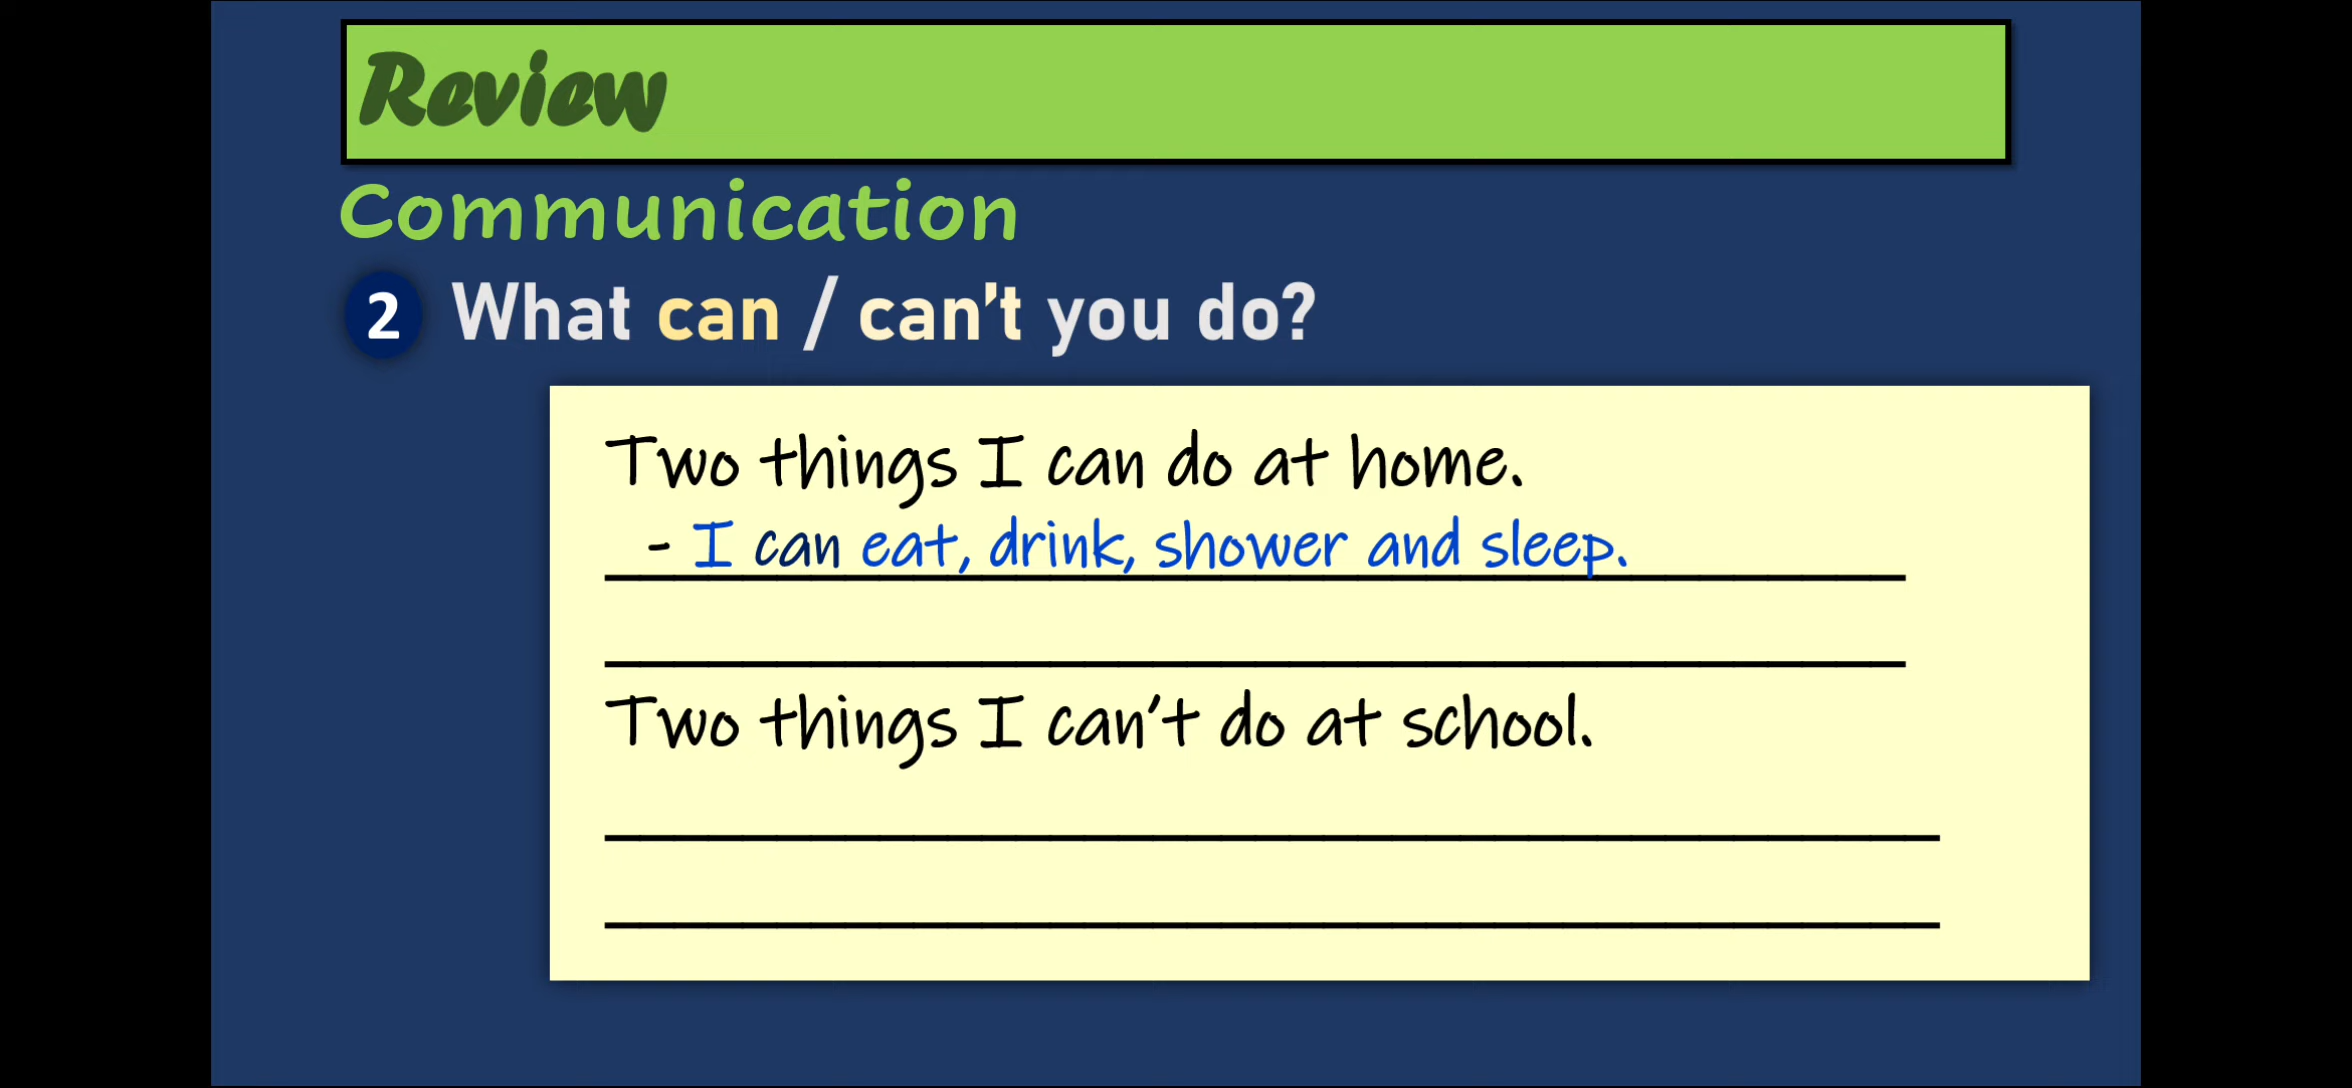 Review
Communication
2 What can / can't you do?
Two things I can do at home.
- I can eat, drink, shower and sleep.
Two things I can't do at school.